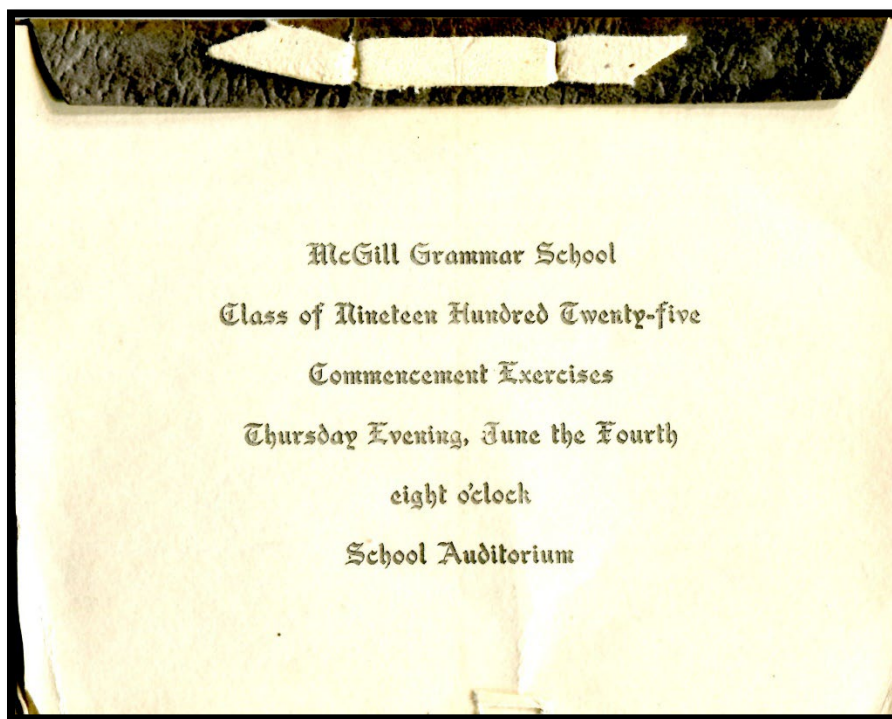 McGill Grammar School
Class of Nineteen Hundred Twenty-five
Commencement Exercises
Thursday Evening, June the Fourth
eight o'clock
School Auditorium